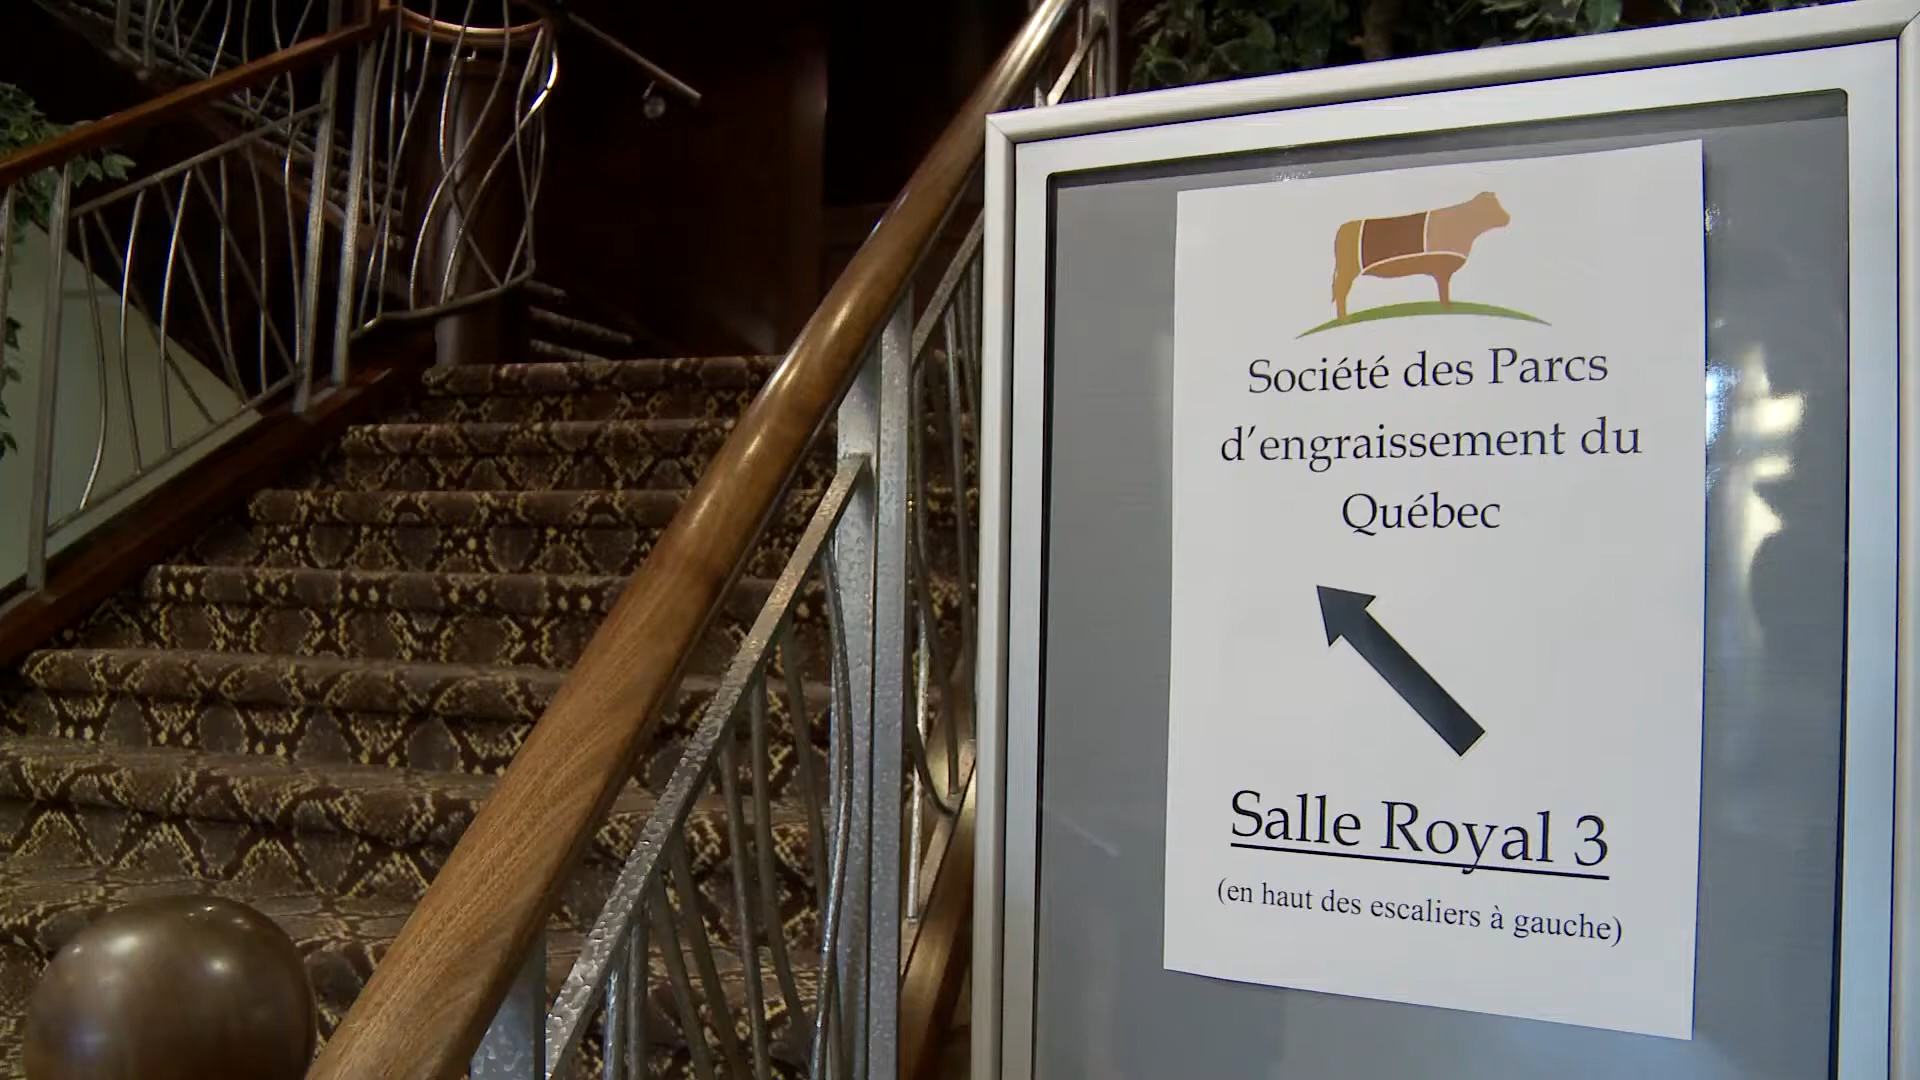 Société des Parcs
d'engraissement du
Québec
Salle Royal 3
(en haut des escaliers à gauche)